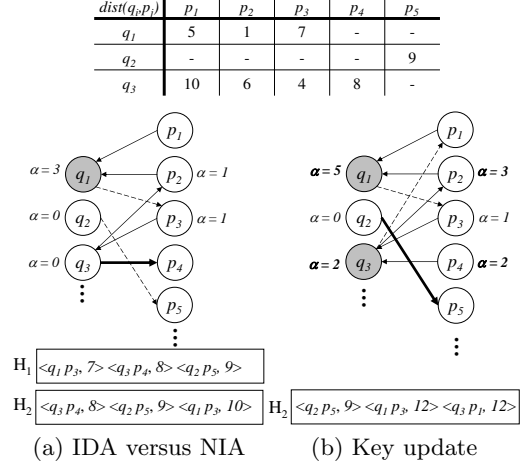 dist(qi,pj) p1 p2 p3 p4 p5
q1 5 1 7 - -
q2 - - - - 9
q3 10 6 4 8 -
p1
α = 3 q1 p2 α = 1
α = 0 q2 p3 α = 1
α = 0 q3 p4
p5
H1 <q1 p3, 7> <q3 p4, 8> <q2 p5, 9>
H2 <q3 p4, 8> <q2 p5, 9> <q1 p3, 10>
(a) IDA versus NIA
p1
α = 5 q1 p2 α = 3
α = 0 q2 p3 α = 1
α = 2 q3 p4 α = 2
p5
H2 <q2 p5, 9> <q1 p3, 12> <q3 p1, 12>
(b) Key update